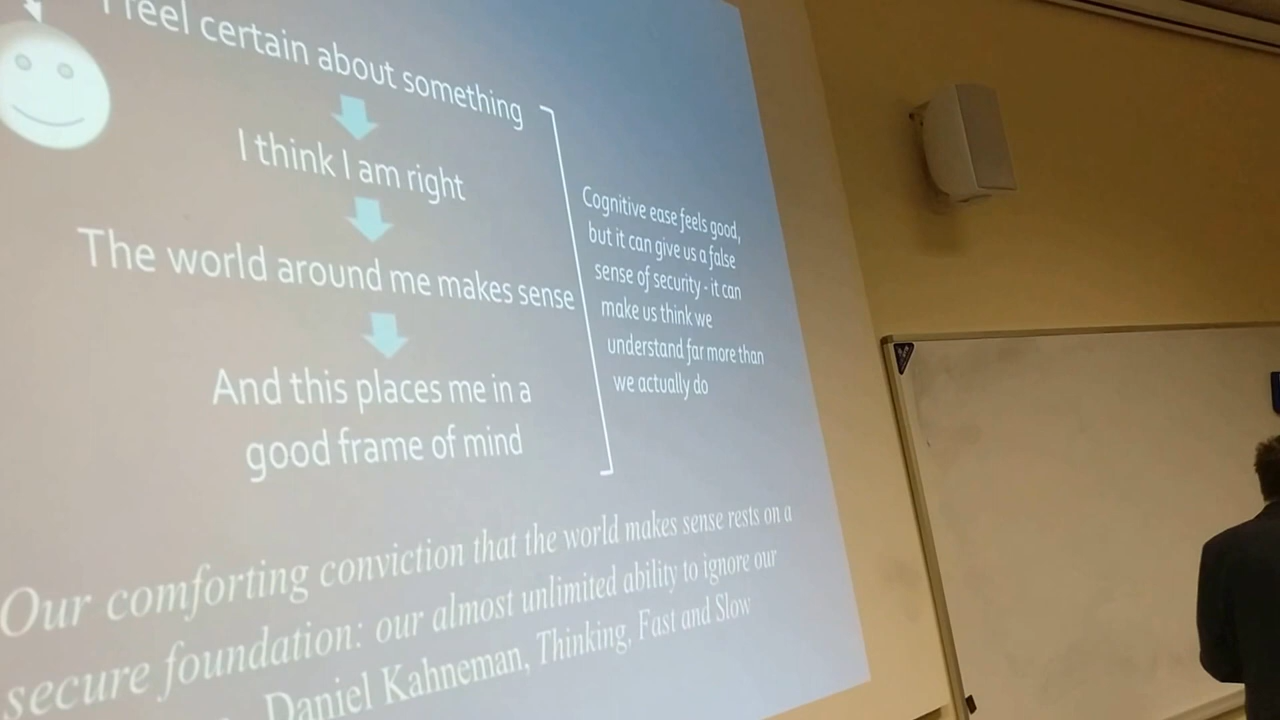 I feel certain about something
I think I am right
The world around me makes sense
And this places me in a
good frame of mind
Cognitive ease feels good,
but it can give us a false
sense of security - it can
make us think we
understand far more than
we actually do
Our comforting conviction that the world makes sense rests on a
secure foundation: our almost unlimited ability to ignore our
Daniel Kahneman, Thinking, Fast and Slow